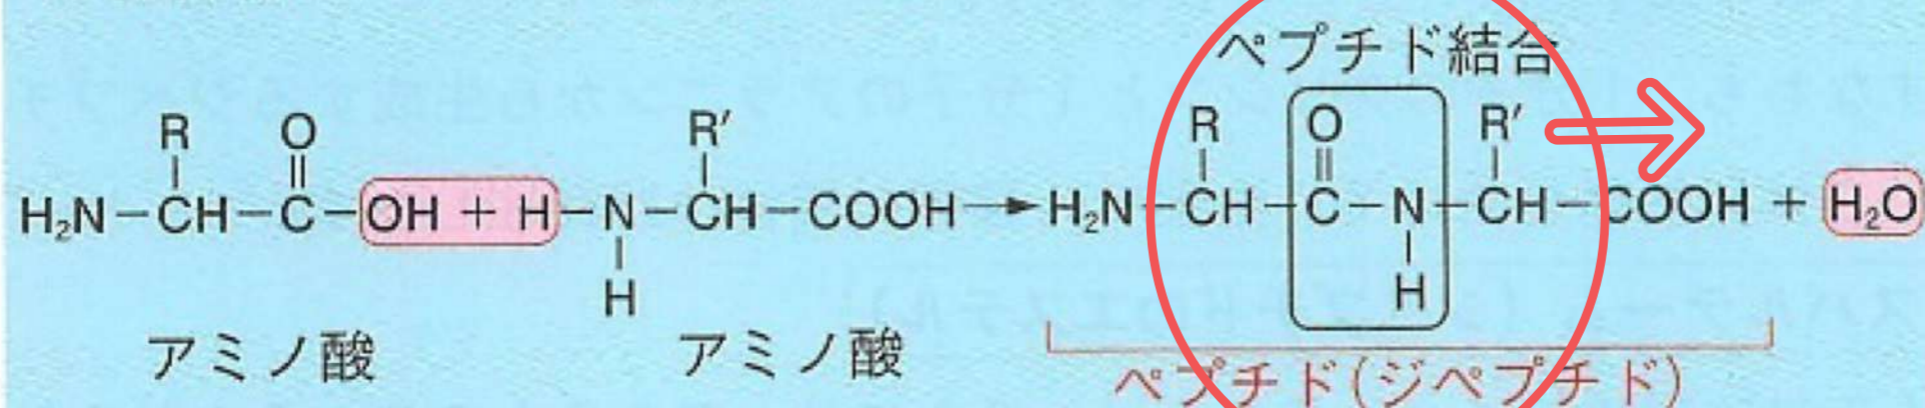 ペプチド結合
R O R′ R O R′
H₂N−CH−C−OH + H−N−CH−COOH→H₂N−CH−C−N−CH−COOH + H₂O
H H
アミノ酸 アミノ酸 ペプチド(ジペプチド)